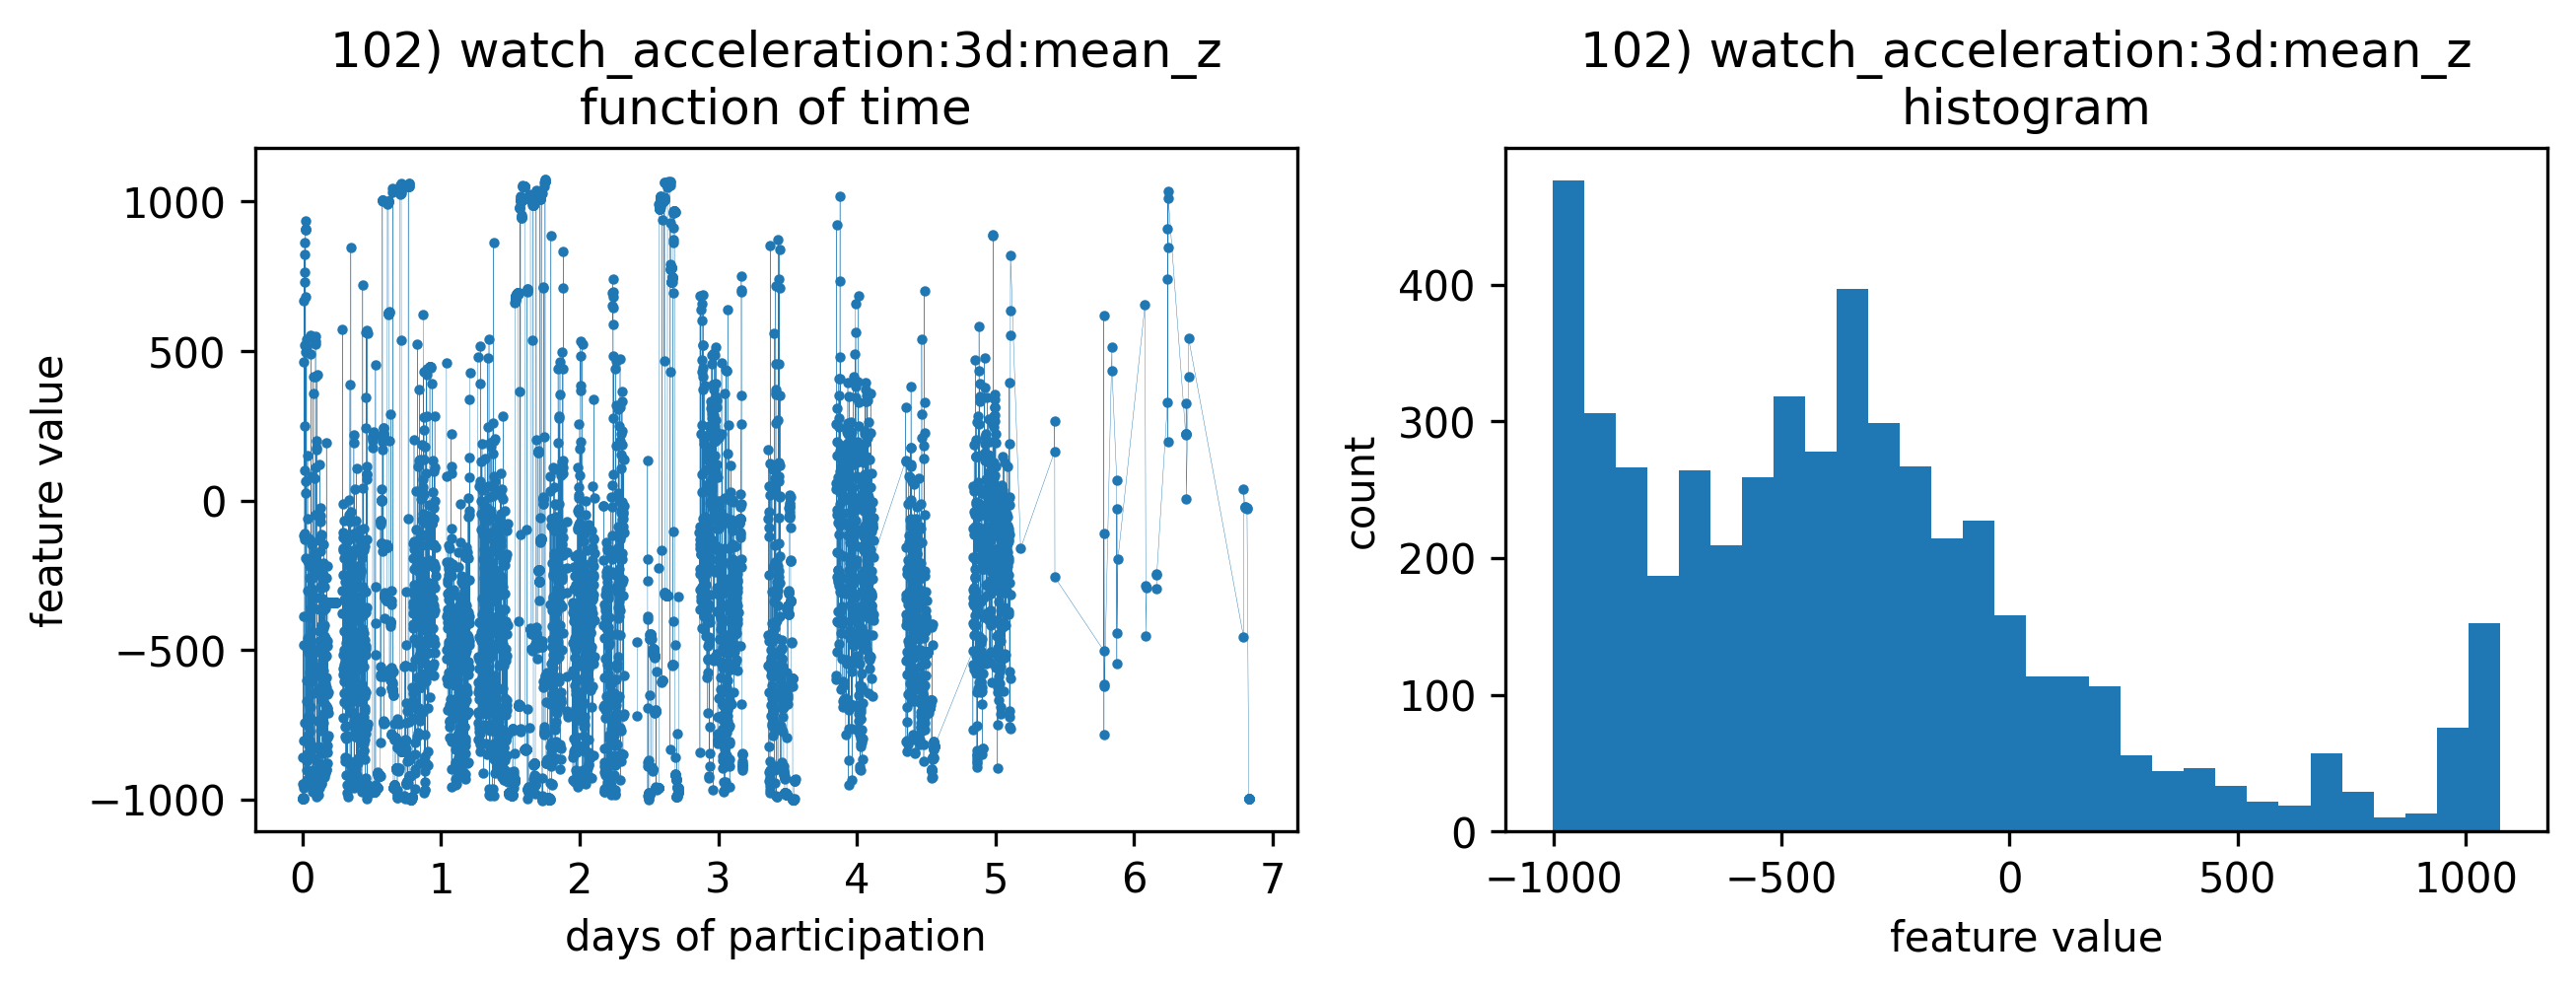 102) watch_acceleration:3d:mean_z
function of time
1000
500
0
−500
−1000
feature value
0 1 2 3 4 5 6 7
days of participation
102) watch_acceleration:3d:mean_z
histogram
400
300
200
100
0
count
−1000 −500 0 500 1000
feature value